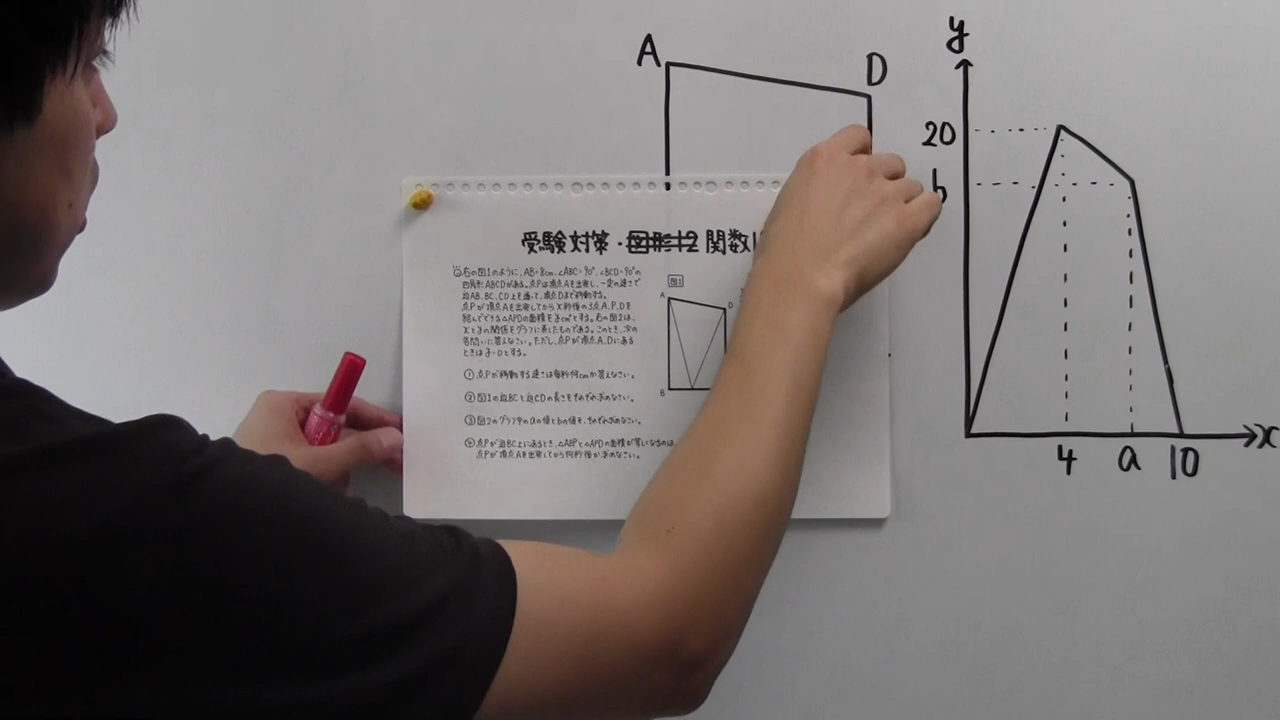 A
D
y
20
b
4
a
10
x
受験対策・図形12 関数
右の図1のように、AB=8cm、∠ABC=90°、∠BCD=90°の
四角形ABCDがある。点Pは頂点Aを出発し、一定の速さで
辺AB、BC、CD上を通って、頂点Dまで移動する。
点Pが頂点Aを出発してからx秒後の3点A、P、Dを
結んでできる△APDの面積をycm²とする。右の図2は、
xとyの関係をグラフに表したものである。このとき、次の
各問いに答えなさい。ただし、点Pが頂点A、Dにある
ときはy=0とする。
①点Pが移動する速さは毎秒何cmか答えなさい。
②図1の辺BCと辺CDの長さをそれぞれ求めなさい。
③図2のグラフ中のaの値とbの値を、それぞれ求めなさい。
④点Pが辺BC上にあるとき、△ABPと△APDの面積が等しくなるのは
点Pが頂点Aを出発してから何秒後か求めなさい。
図1
A
D
B